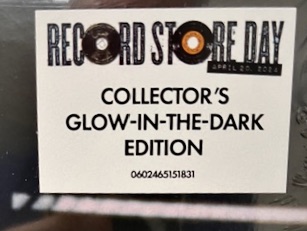 RECORD STORE DAY
APRIL 20, 2024
COLLECTOR'S
GLOW-IN-THE-DARK
EDITION
0602465151831